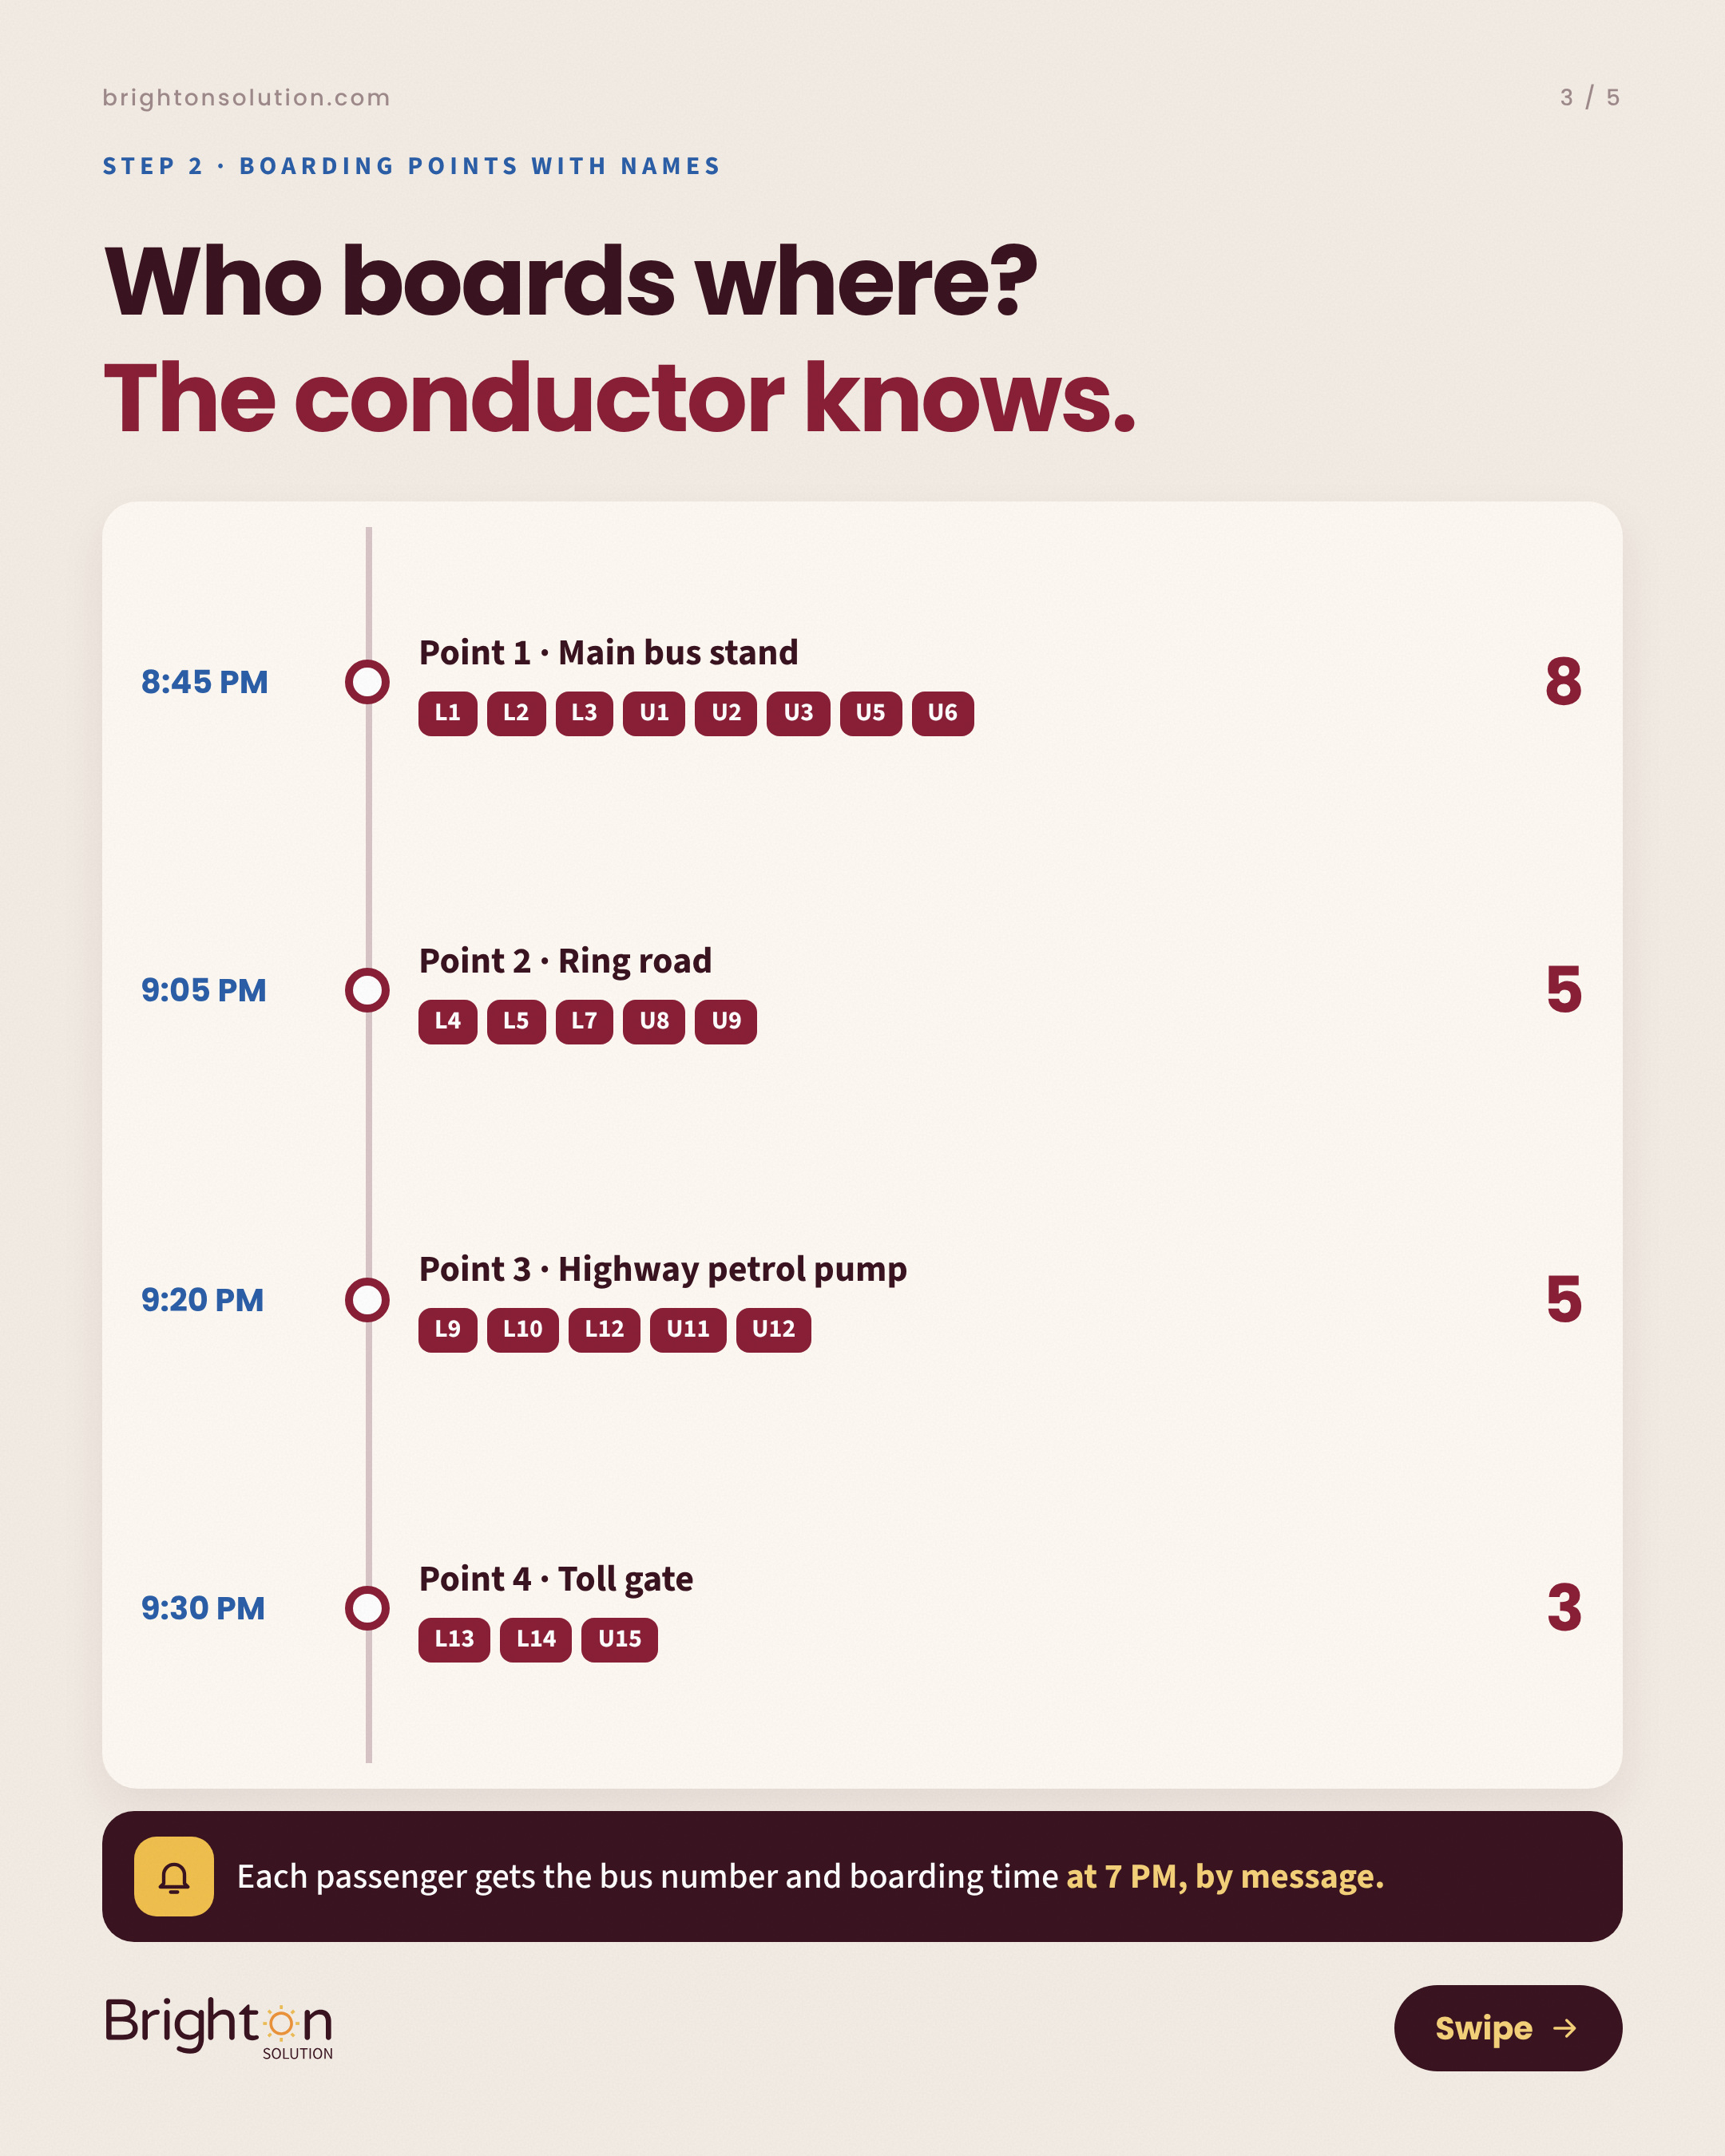 brightonsolution.com
3 / 5
STEP 2 · BOARDING POINTS WITH NAMES
Who boards where?
The conductor knows.
8:45 PM
Point 1 · Main bus stand
L1 L2 L3 U1 U2 U3 U5 U6
8
9:05 PM
Point 2 · Ring road
L4 L5 L7 U8 U9
5
9:20 PM
Point 3 · Highway petrol pump
L9 L10 L12 U11 U12
5
9:30 PM
Point 4 · Toll gate
L13 L14 U15
3
Each passenger gets the bus number and boarding time at 7 PM, by message.
Brighton
SOLUTION
Swipe →